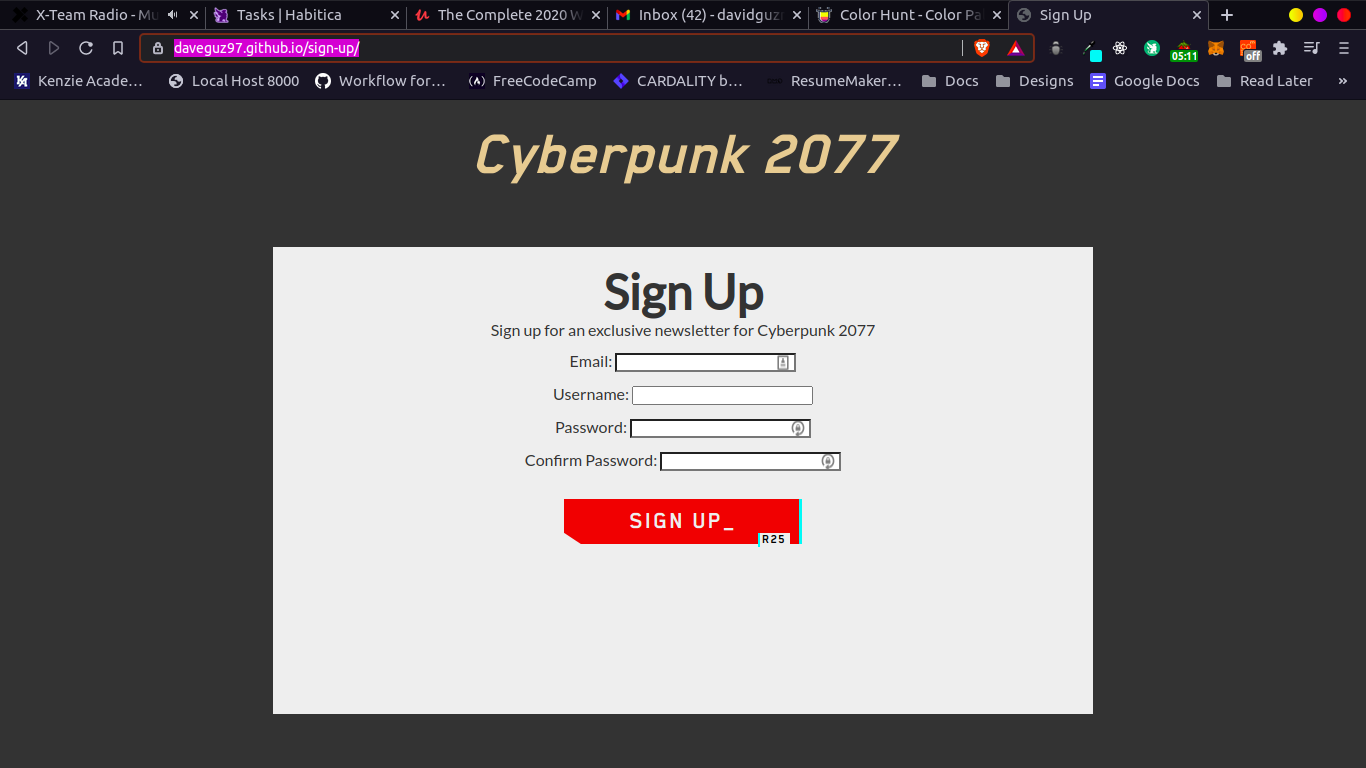 X-Team Radio - Mu
Tasks | Habitica
The Complete 2020 W
Inbox (42) - davidguzm
Color Hunt - Color Pal
Sign Up
daveguz97.github.io/sign-up/
05:11
off
Kenzie Acade…
Local Host 8000
Workflow for…
FreeCodeCamp
CARDALITY b…
ResumeMaker…
Docs
Designs
Google Docs
Read Later
»
Cyberpunk 2077
Sign Up
Sign up for an exclusive newsletter for Cyberpunk 2077
Email:
Username:
Password:
Confirm Password:
SIGN UP_
R25